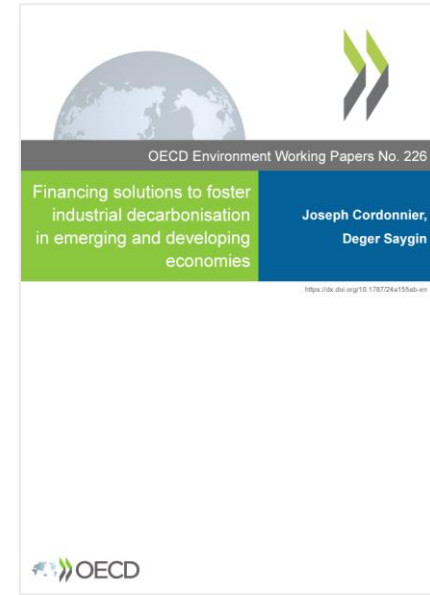 OECD Environment Working Papers No. 226
Financing solutions to foster
industrial decarbonisation
in emerging and developing
economies
Joseph Cordonnier,
Deger Saygin
https://dx.doi.org/10.1787/24a155ab-en
OECD